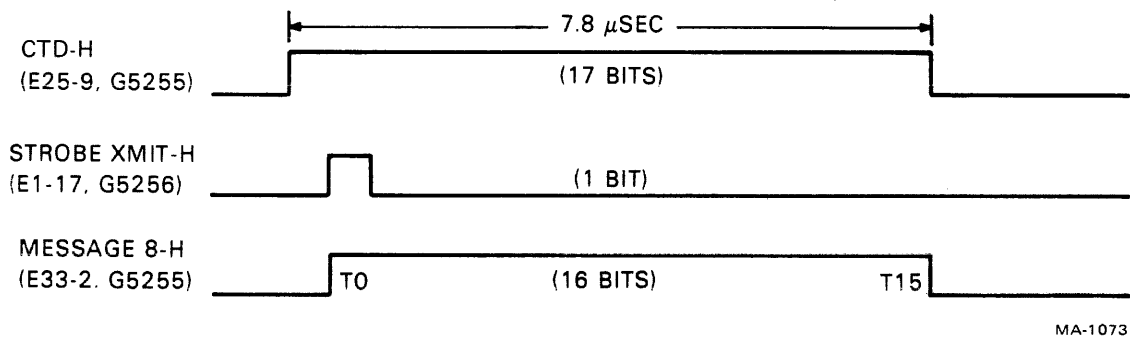 7.8 μSEC
CTD-H
(E25-9, G5255)
(17 BITS)
STROBE XMIT-H
(E1-17, G5256)
(1 BIT)
MESSAGE 8-H
(E33-2. G5255)
T0
(16 BITS)
T15
MA-1073